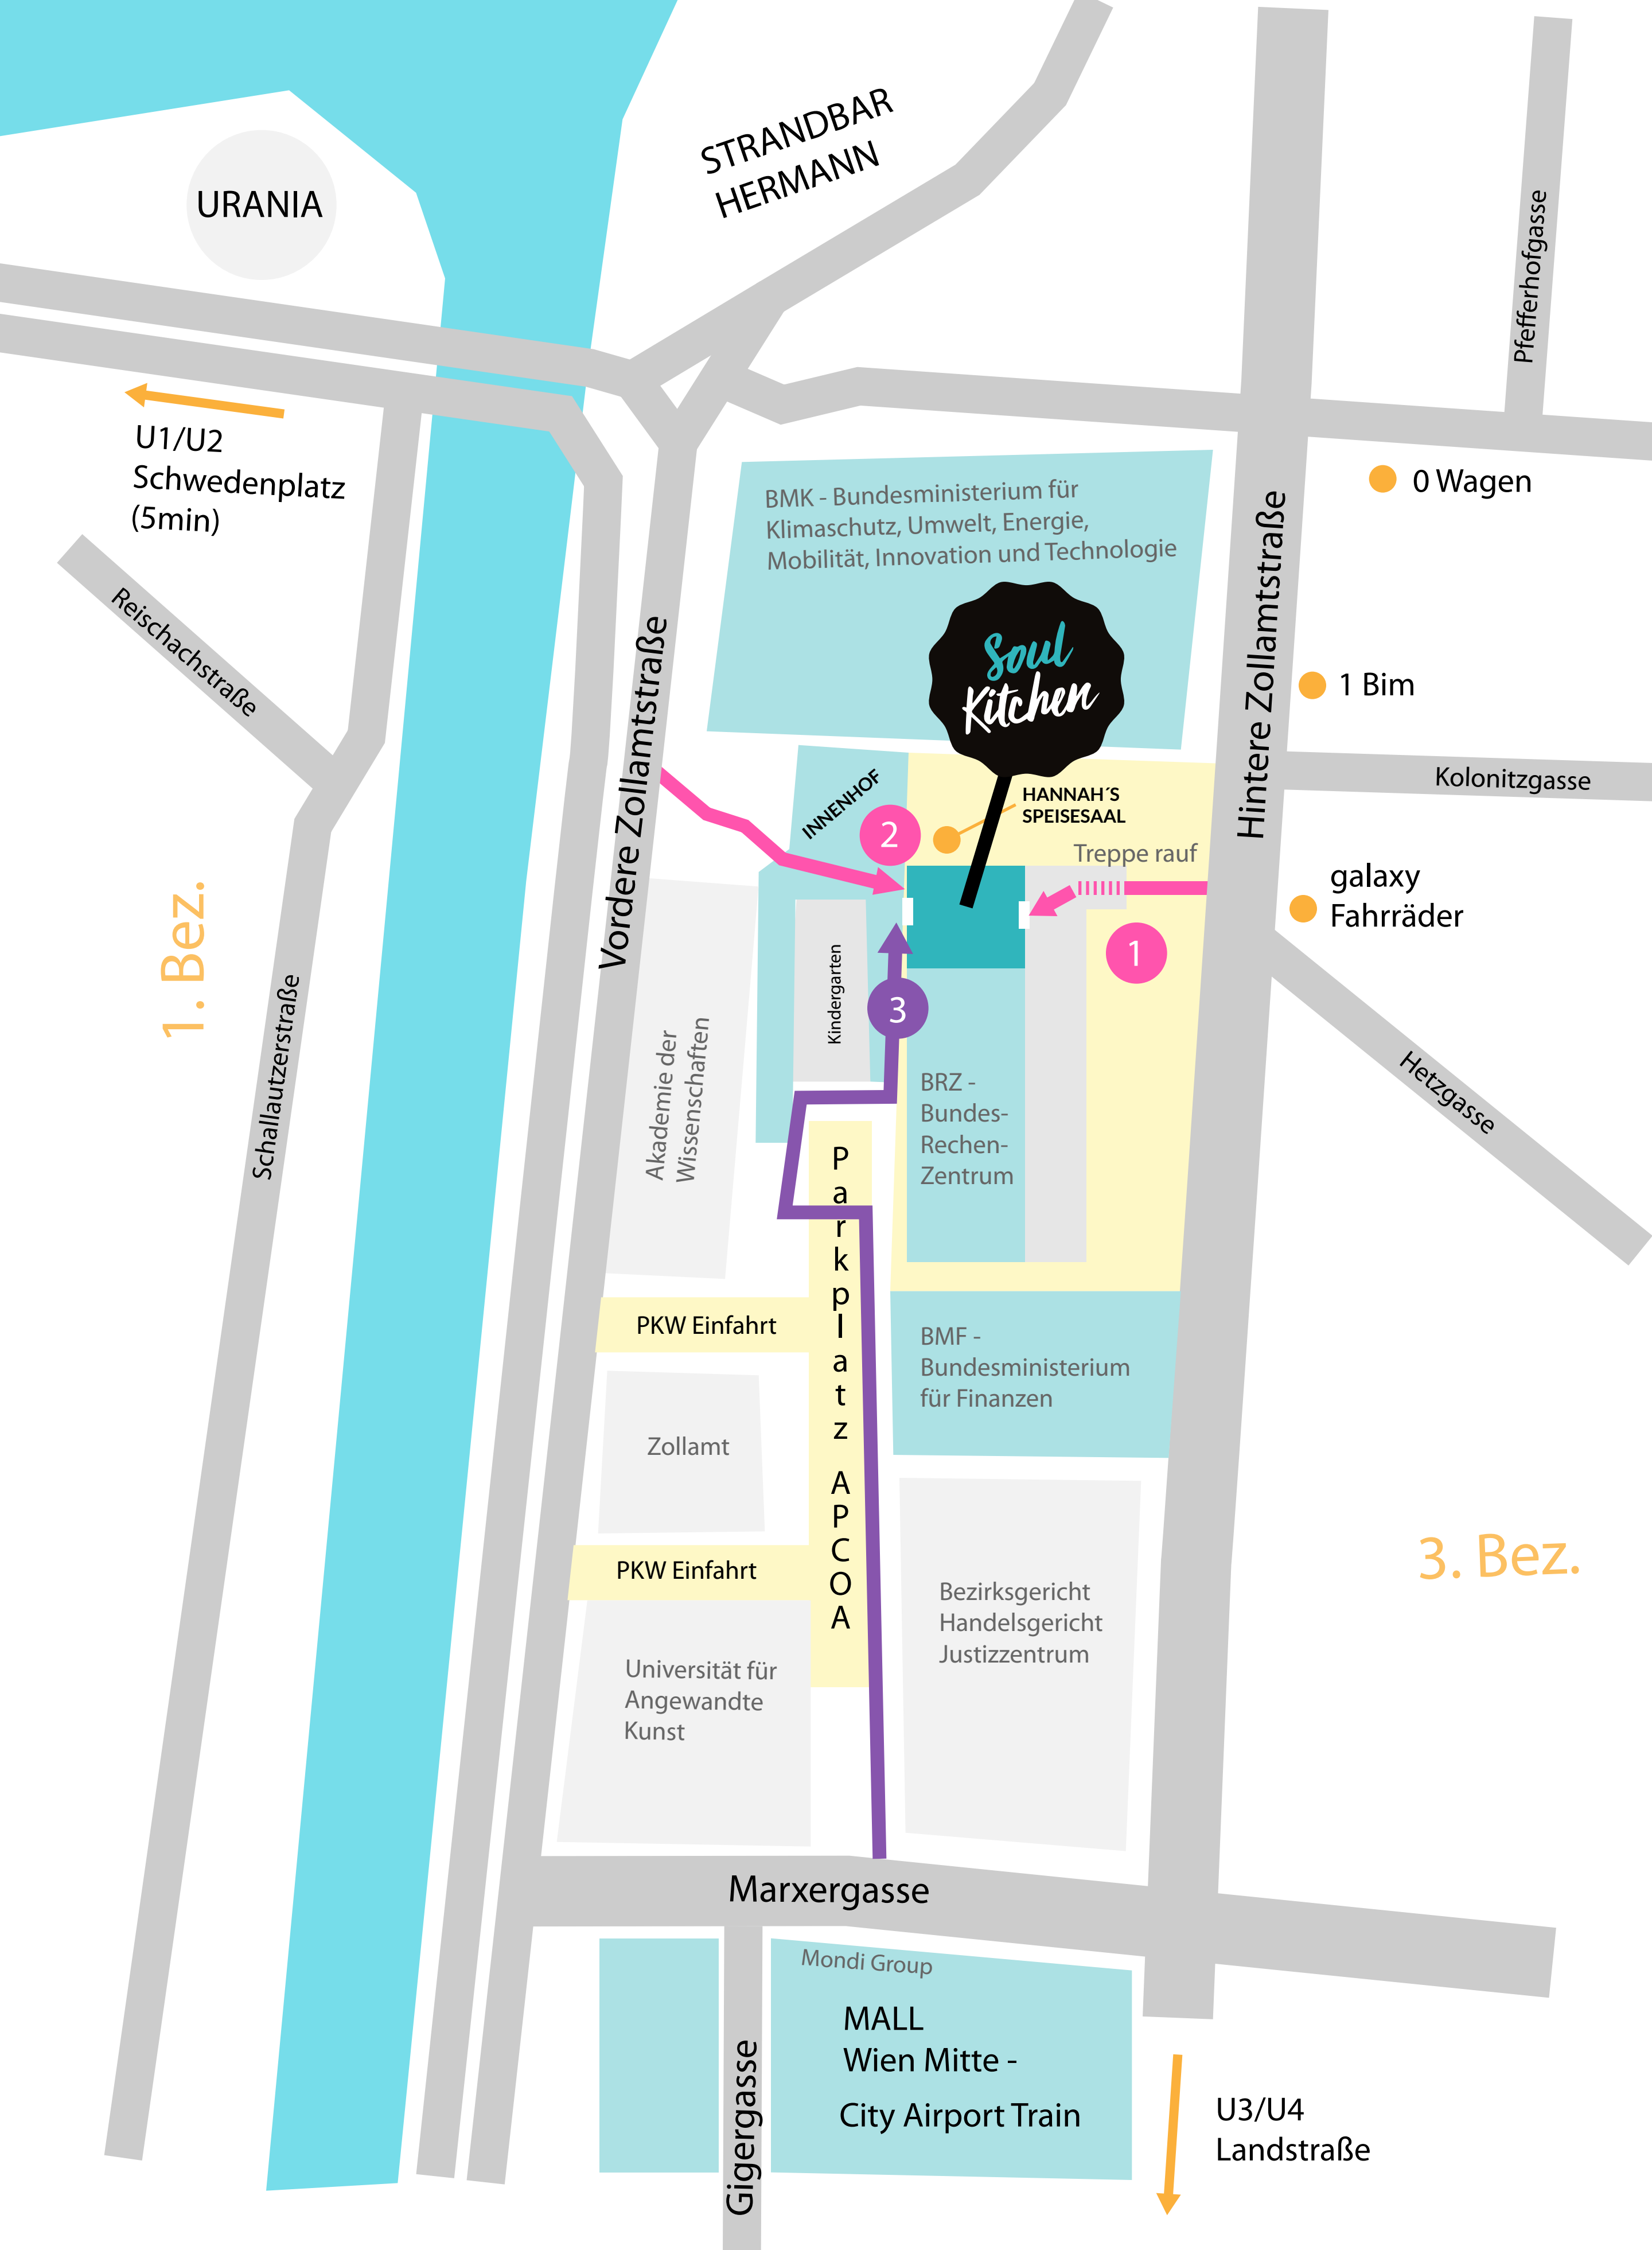 STRANDBAR
HERMANN
URANIA
Pfefferhofgasse
U1/U2
Schwedenplatz
(5min)
0 Wagen
BMK - Bundesministerium für
Klimaschutz, Umwelt, Energie,
Mobilität, Innovation und Technologie
Reischachstraße
Soul
Kitchen
Vordere Zollamtstraße
Hintere Zollamtstraße
1 Bim
Kolonitzgasse
INNENHOF
2
HANNAH´S
SPEISESAAL
Treppe rauf
galaxy
Fahrräder
1. Bez.
1
Schallautzerstraße
Kindergarten
3
Akademie der
Wissenschaften
BRZ -
Bundes-
Rechen-
Zentrum
Hetzgasse
Parkplatz APCOA
PKW Einfahrt
BMF -
Bundesministerium
für Finanzen
Zollamt
3. Bez.
PKW Einfahrt
Bezirksgericht
Handelsgericht
Justizzentrum
Universität für
Angewandte
Kunst
Marxergasse
Mondi Group
MALL
Wien Mitte -
City Airport Train
Gigergasse
U3/U4
Landstraße